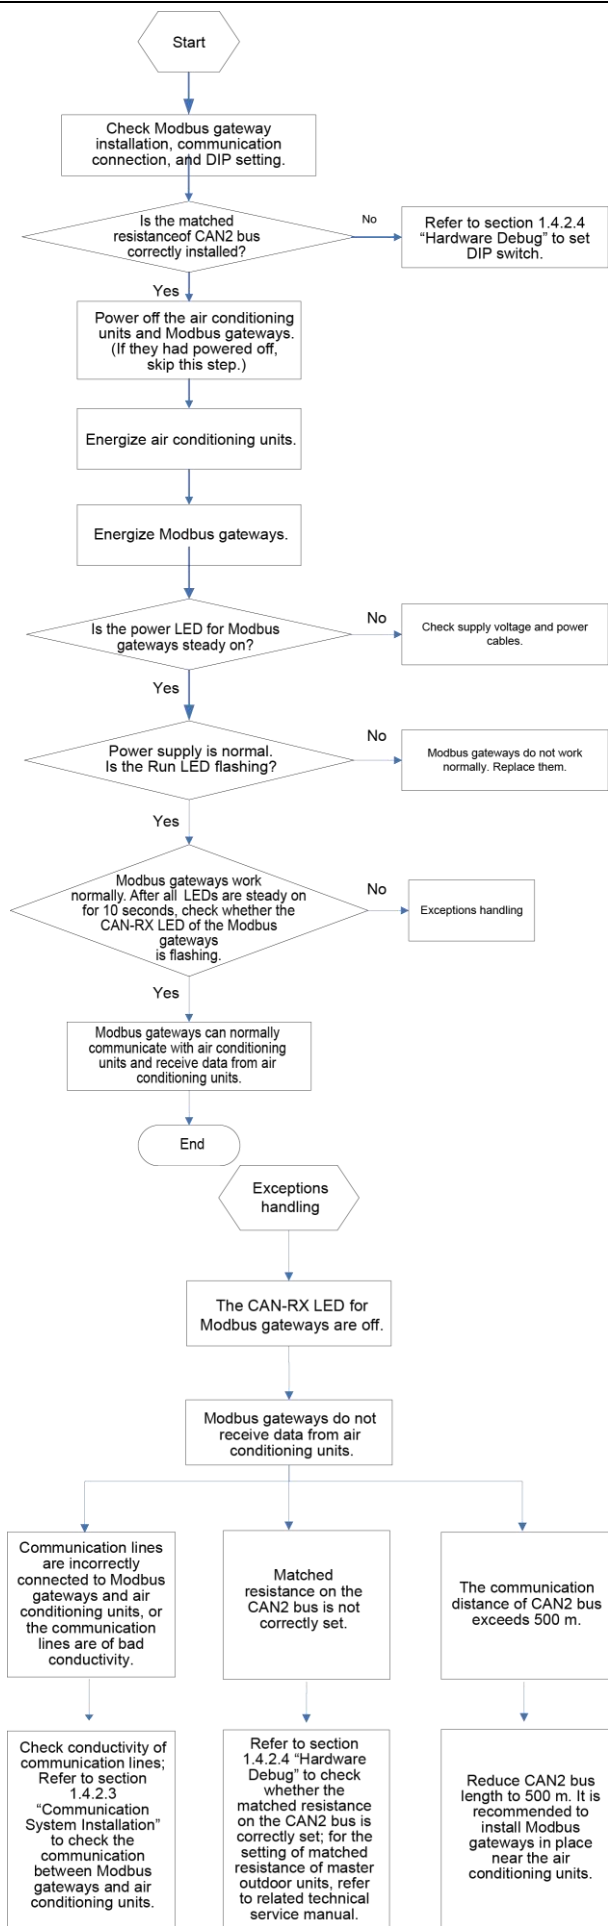 Start
Check Modbus gateway
installation, communication
connection, and DIP setting.
Is the matched
resistanceof CAN2 bus
correctly installed?
No
Refer to section 1.4.2.4
“Hardware Debug” to set
DIP switch.
Yes
Power off the air conditioning
units and Modbus gateways.
(If they had powered off,
skip this step.)
Energize air conditioning units.
Energize Modbus gateways.
Is the power LED for Modbus
gateways steady on?
No
Check supply voltage and power
cables.
Yes
Power supply is normal.
Is the Run LED flashing?
No
Modbus gateways do not work
normally. Replace them.
Yes
Modbus gateways work
normally. After all LEDs are steady on
for 10 seconds, check whether the
CAN-RX LED of the Modbus
gateways
is flashing.
No
Exceptions handling
Yes
Modbus gateways can normally
communicate with air conditioning
units and receive data from air
conditioning units.
End
Exceptions
handling
The CAN-RX LED for
Modbus gateways are off.
Modbus gateways do not
receive data from air
conditioning units.
Communication lines
are incorrectly
connected to Modbus
gateways and air
conditioning units, or
the communication
lines are of bad
conductivity.
Matched
resistance on the
CAN2 bus is not
correctly set.
The communication
distance of CAN2 bus
exceeds 500 m.
Check conductivity of
communication lines;
Refer to section
1.4.2.3
“Communication
System Installation”
to check the
communication
between Modbus
gateways and air
conditioning units.
Refer to section
1.4.2.4 “Hardware
Debug” to check
whether the
matched resistance
on the CAN2 bus is
correctly set; for the
setting of matched
resistance of master
outdoor units, refer
to related technical
service manual.
Reduce CAN2 bus
length to 500 m. It is
recommended to
install Modbus
gateways in place
near the air
conditioning units.